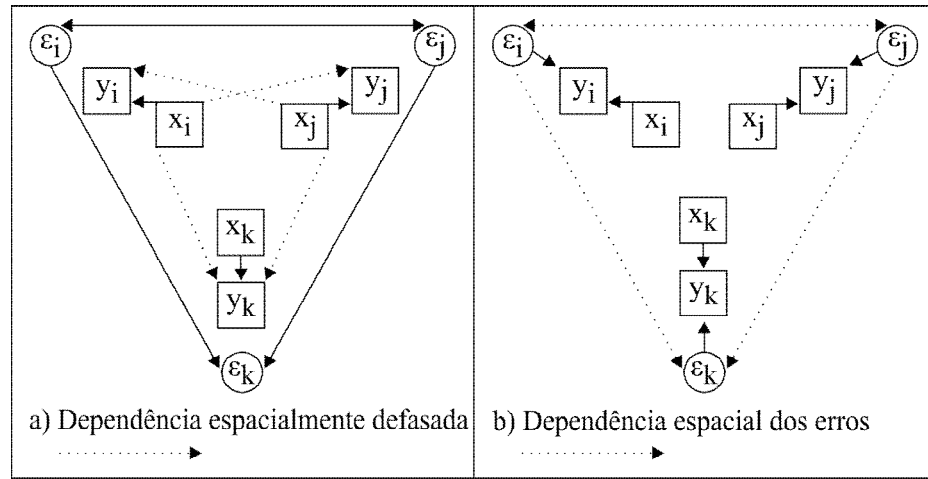 εi εj
yi yj
xi xj
xk
yk
εk
a) Dependência espacialmente defasada
εi εj
yi yj
xi xj
xk
yk
εk
b) Dependência espacial dos erros